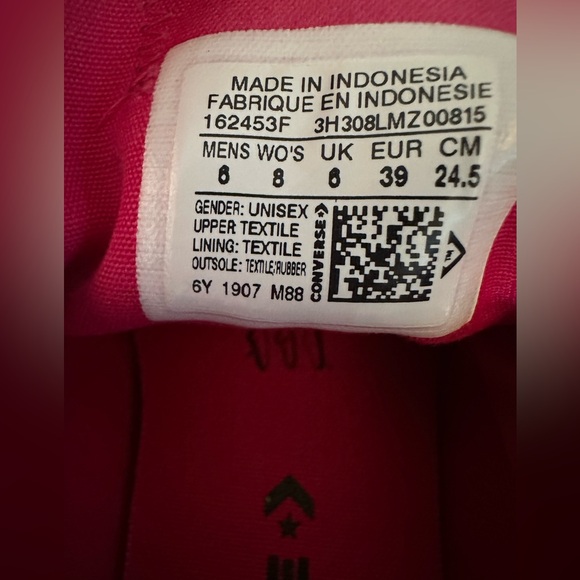 MADE IN INDONESIA
FABRIQUE EN INDONESIE
162453F 3H308LMZ00815
MENS WO'S UK EUR CM
6 8 6 39 24.5
GENDER: UNISEX
UPPER TEXTILE
LINING: TEXTILE
OUTSOLE: TEXTILE/RUBBER
6Y 1907 M88
CONVERSE